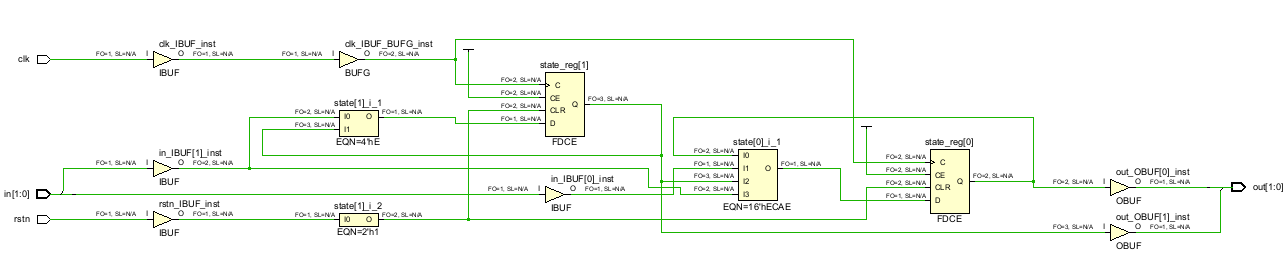 clk
FO=1, SL=N/A
I
clk_IBUF_inst
O
FO=1, SL=N/A
IBUF
FO=1, SL=N/A
I
clk_IBUF_BUFG_inst
O
FO=2, SL=N/A
BUFG
state_reg[1]
FO=2, SL=N/A
C
FO=2, SL=N/A
CE
FO=2, SL=N/A
CLR
FO=1, SL=N/A
D
Q
FO=3, SL=N/A
FDCE
state[1]_i_1
FO=2, SL=N/A
I0
O
FO=1, SL=N/A
FO=3, SL=N/A
I1
EQN=4'hE
in_IBUF[1]_inst
FO=1, SL=N/A
I
O
FO=2, SL=N/A
IBUF
in[1:0]
in_IBUF[0]_inst
FO=1, SL=N/A
I
O
FO=1, SL=N/A
IBUF
state[0]_i_1
FO=2, SL=N/A
I0
FO=1, SL=N/A
I1
O
FO=1, SL=N/A
FO=3, SL=N/A
I2
FO=2, SL=N/A
I3
EQN=16'hECAE
state_reg[0]
FO=2, SL=N/A
C
FO=2, SL=N/A
CE
FO=2, SL=N/A
CLR
FO=1, SL=N/A
D
Q
FO=2, SL=N/A
FDCE
out_OBUF[0]_inst
FO=2, SL=N/A
I
O
FO=1, SL=N/A
OBUF
out[1:0]
rstn
FO=1, SL=N/A
I
rstn_IBUF_inst
O
FO=1, SL=N/A
IBUF
state[1]_i_2
FO=1, SL=N/A
I0
O
FO=2, SL=N/A
EQN=2'h1
out_OBUF[1]_inst
FO=3, SL=N/A
I
O
FO=1, SL=N/A
OBUF